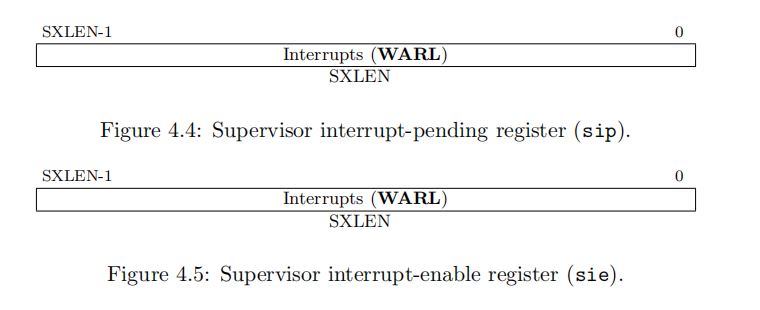 SXLEN-1 0
Interrupts (WARL)
SXLEN
Figure 4.4: Supervisor interrupt-pending register (sip).
SXLEN-1 0
Interrupts (WARL)
SXLEN
Figure 4.5: Supervisor interrupt-enable register (sie).